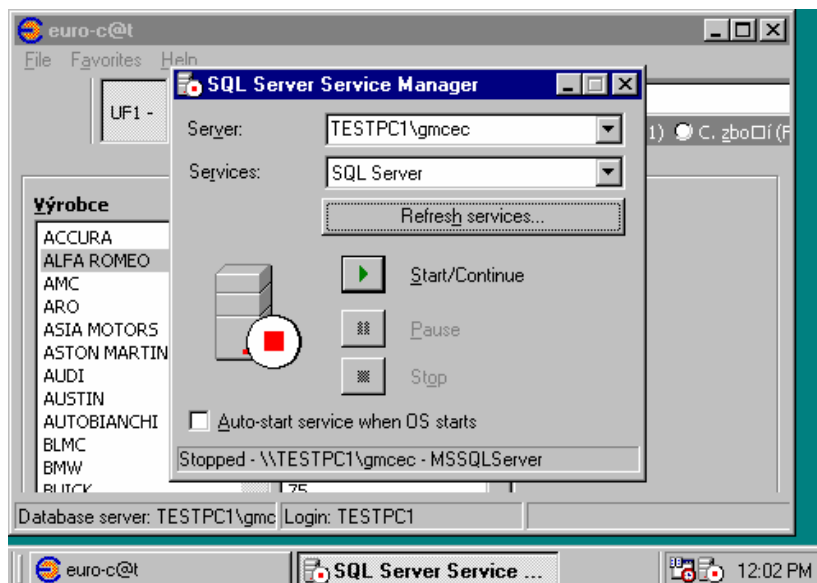 euro-c@t
File Favorites Help
UF1 -
1) C. zbo□í (F
Výrobce
ACCURA
ALFA ROMEO
AMC
ARO
ASIA MOTORS
ASTON MARTIN
AUDI
AUSTIN
AUTOBIANCHI
BLMC
BMW
BUICK
75
SQL Server Service Manager
Server: TESTPC1\gmcec
Services: SQL Server
Refresh services...
Start/Continue
Pause
Stop
Auto-start service when OS starts
Stopped - \\TESTPC1\gmcec - MSSQLServer
Database server: TESTPC1\gmc Login: TESTPC1
euro-c@t SQL Server Service ... 12:02 PM